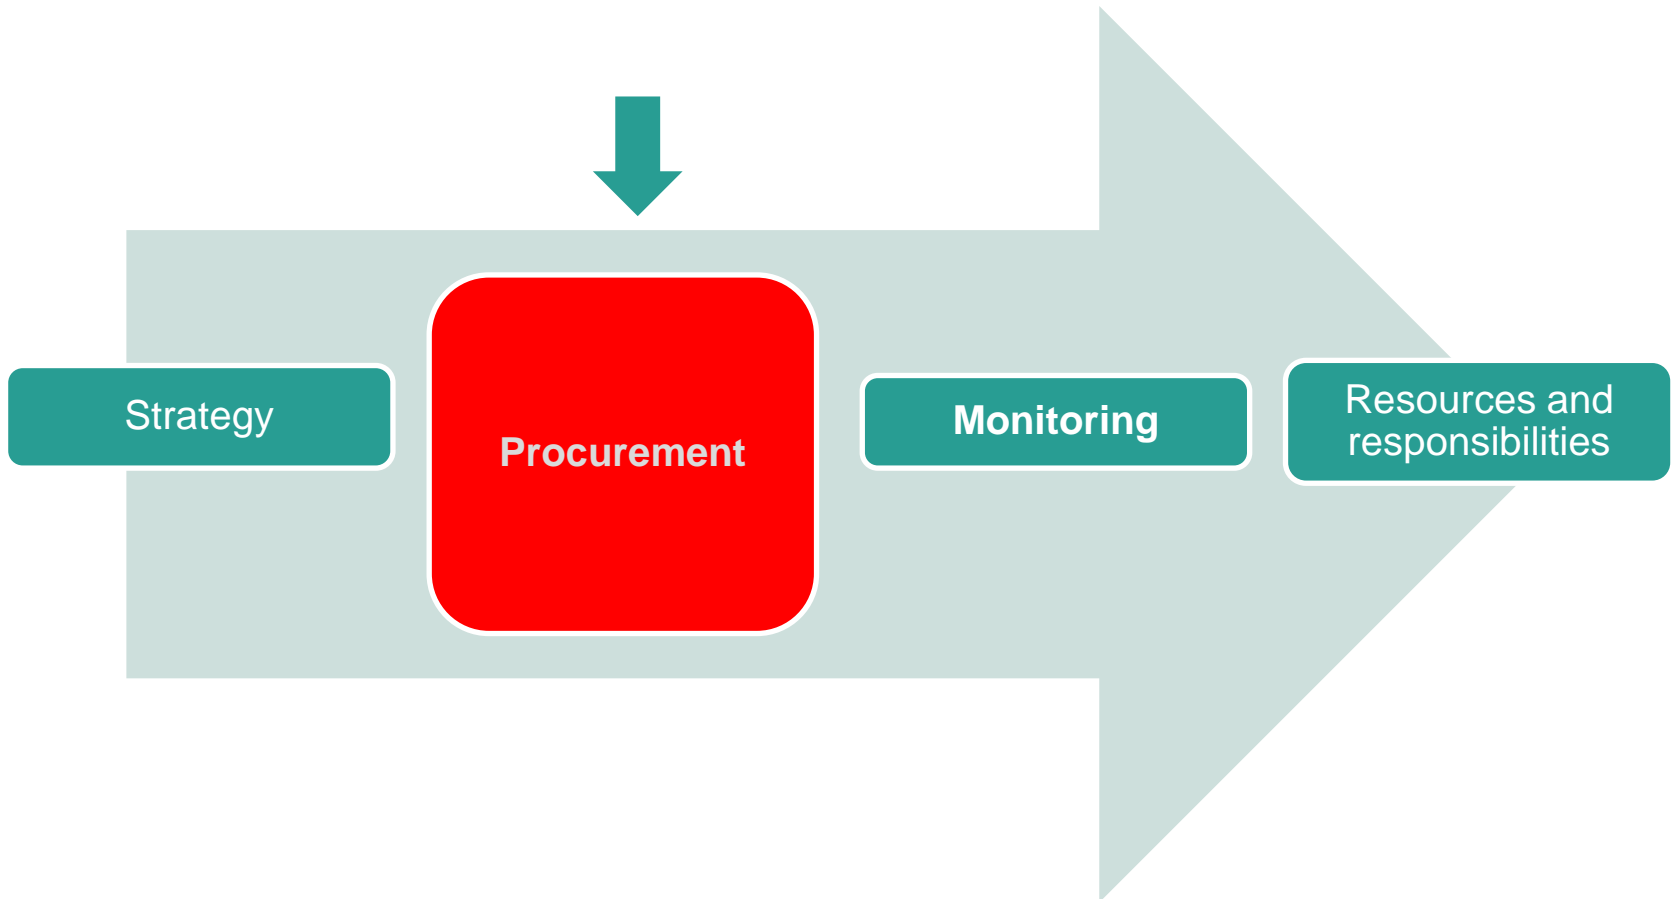 Strategy
Procurement
Monitoring
Resources and
responsibilities